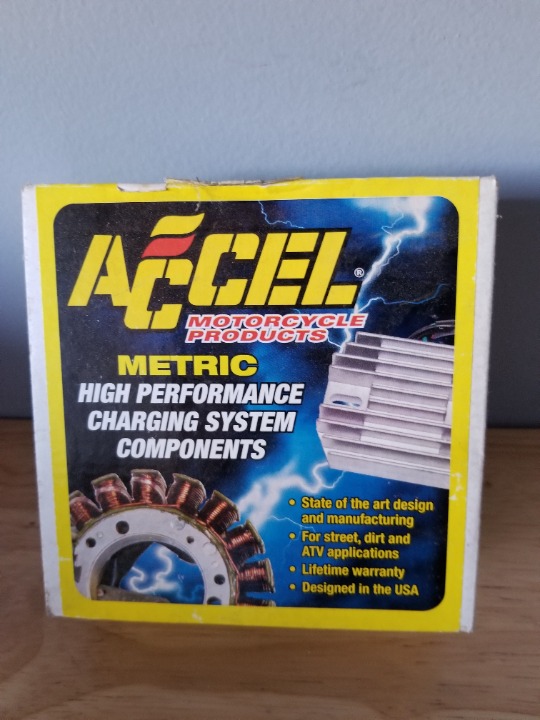 ACCEL®
MOTORCYCLE
PRODUCTS
METRIC
HIGH PERFORMANCE
CHARGING SYSTEM
COMPONENTS
• State of the art design
and manufacturing
• For street, dirt and
ATV applications
• Lifetime warranty
• Designed in the USA